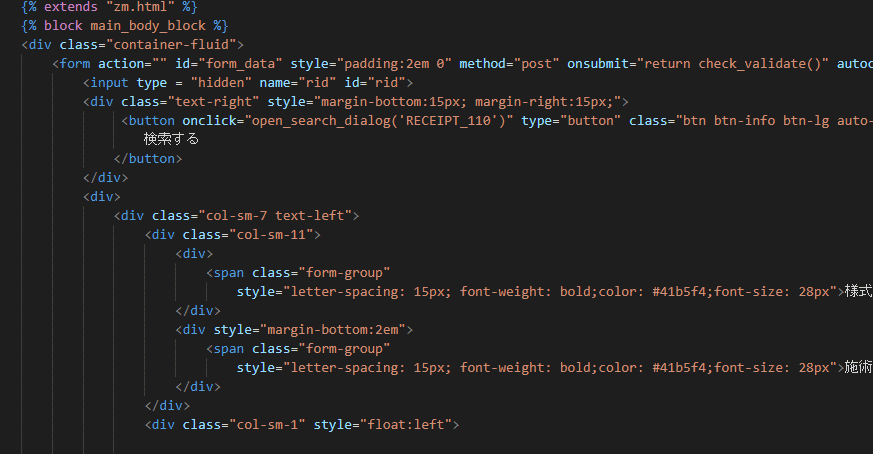 {% extends "zm.html" %}
{% block main_body_block %}
<div class="container-fluid">
<form action="" id="form_data" style="padding:2em 0" method="post" onsubmit="return check_validate()" autoc
<input type = "hidden" name="rid" id="rid">
<div class="text-right" style="margin-bottom:15px; margin-right:15px;">
<button onclick="open_search_dialog('RECEIPT_110')" type="button" class="btn btn-info btn-lg auto-
検索する
</button>
</div>
<div>
<div class="col-sm-7 text-left">
<div class="col-sm-11">
<div>
<span class="form-group"
style="letter-spacing: 15px; font-weight: bold;color: #41b5f4;font-size: 28px">様式
</div>
<div style="margin-bottom:2em">
<span class="form-group"
style="letter-spacing: 15px; font-weight: bold;color: #41b5f4;font-size: 28px">施術
</div>
</div>
<div class="col-sm-1" style="float:left">